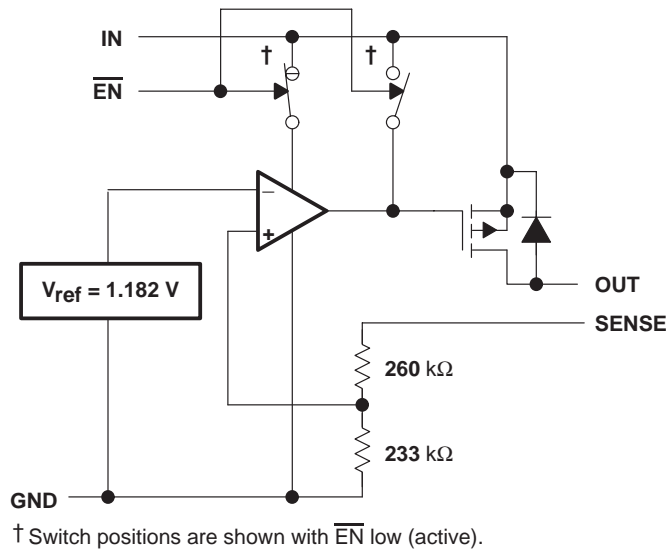 IN
†
†
EN
−
+
Vref = 1.182 V
OUT
SENSE
260 kΩ
233 kΩ
GND
† Switch positions are shown with EN low (active).